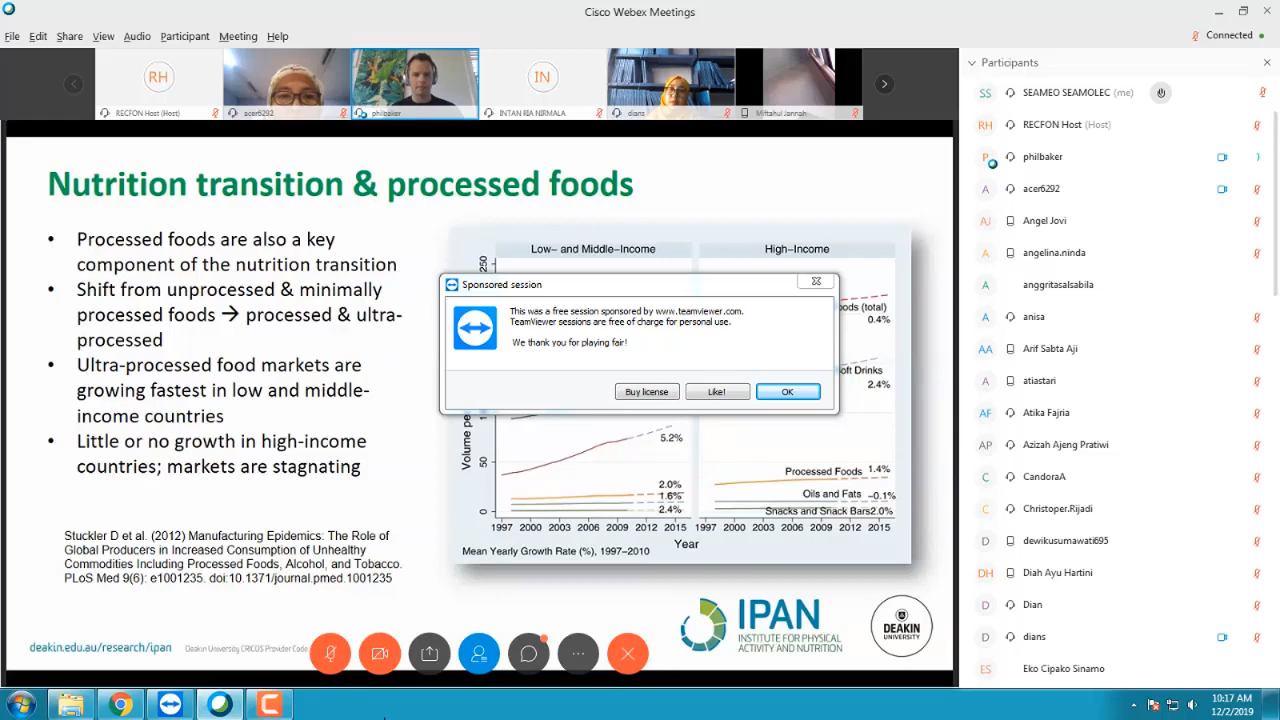 Cisco Webex Meetings
File Edit Share View Audio Participant Meeting Help
Connected
RH
IN
RECFON Host (Host)
acer6292
philbaker
INTAN RIA NIRMALA
dians
Miftahul Jannah
Participants
SS SEAMEO SEAMOLEC (me)
RH RECFON Host (Host)
P philbaker
A acer6292
AJ Angel Jovi
A angelina.ninda
A anggritasalsabila
A anisa
AA Arif Sabta Aji
A atiastari
AF Atika Fajria
AP Azizah Ajeng Pratiwi
C CandoraA
C Christoper.Rijadi
D dewikusumawati695
DH Diah Ayu Hartini
D Dian
D dians
ES Eko Cipako Sinamo
Nutrition transition & processed foods
• Processed foods are also a key
component of the nutrition transition
• Shift from unprocessed & minimally
processed foods → processed & ultra-
processed
• Ultra-processed food markets are
growing fastest in low and middle-
income countries
• Little or no growth in high-income
countries; markets are stagnating
Stuckler D et al. (2012) Manufacturing Epidemics: The Role of
Global Producers in Increased Consumption of Unhealthy
Commodities Including Processed Foods, Alcohol, and Tobacco.
PLoS Med 9(6): e1001235. doi:10.1371/journal.pmed.1001235
Low– and Middle–Income
High–Income
250
50
0
Volume pe
oods (total)
0.4%
oft Drinks
2.4%
5.2%
2.0%
1.6%
2.4%
Processed Foods 1.4%
Oils and Fats –0.1%
Snacks and Snack Bars 2.0%
1997 2000 2003 2006 2009 2012 2015
1997 2000 2003 2006 2009 2012 2015
Year
Mean Yearly Growth Rate (%), 1997–2010
Sponsored session
This was a free session sponsored by www.teamviewer.com.
TeamViewer sessions are free of charge for personal use.
We thank you for playing fair!
Buy license
Like!
OK
deakin.edu.au/research/ipan
Deakin University CRICOS Provider Code
IPAN
INSTITUTE FOR PHYSICAL
ACTIVITY AND NUTRITION
DEAKIN
UNIVERSITY
10:17 AM
12/2/2019